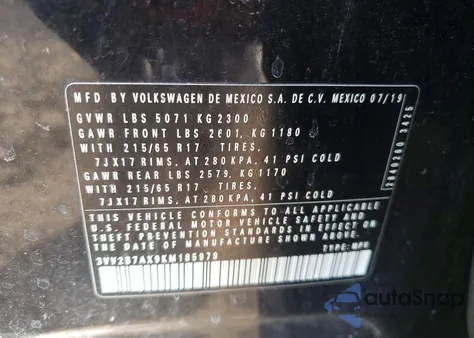 MFD BY VOLKSWAGEN DE MEXICO S.A. DE C.V. MEXICO 07/19
GVWR LBS 5071 KG 2300
GAWR FRONT LBS 2601, KG 1180
WITH 215/65 R17 TIRES,
7JX17 RIMS, AT 280 KPA, 41 PSI COLD
GAWR REAR LBS 2579, KG 1170
WITH 215/65 R17 TIRES,
7JX17 RIMS, AT 280 KPA, 41 PSI COLD
THIS VEHICLE CONFORMS TO ALL APPLICABLE
U.S. FEDERAL MOTOR VEHICLE SAFETY AND
THEFT PREVENTION STANDARDS IN EFFECT ON
THE DATE OF MANUFACTURE SHOWN ABOVE.
3VV2B7AX9KM185979 TYPE: MPV
autoSnap